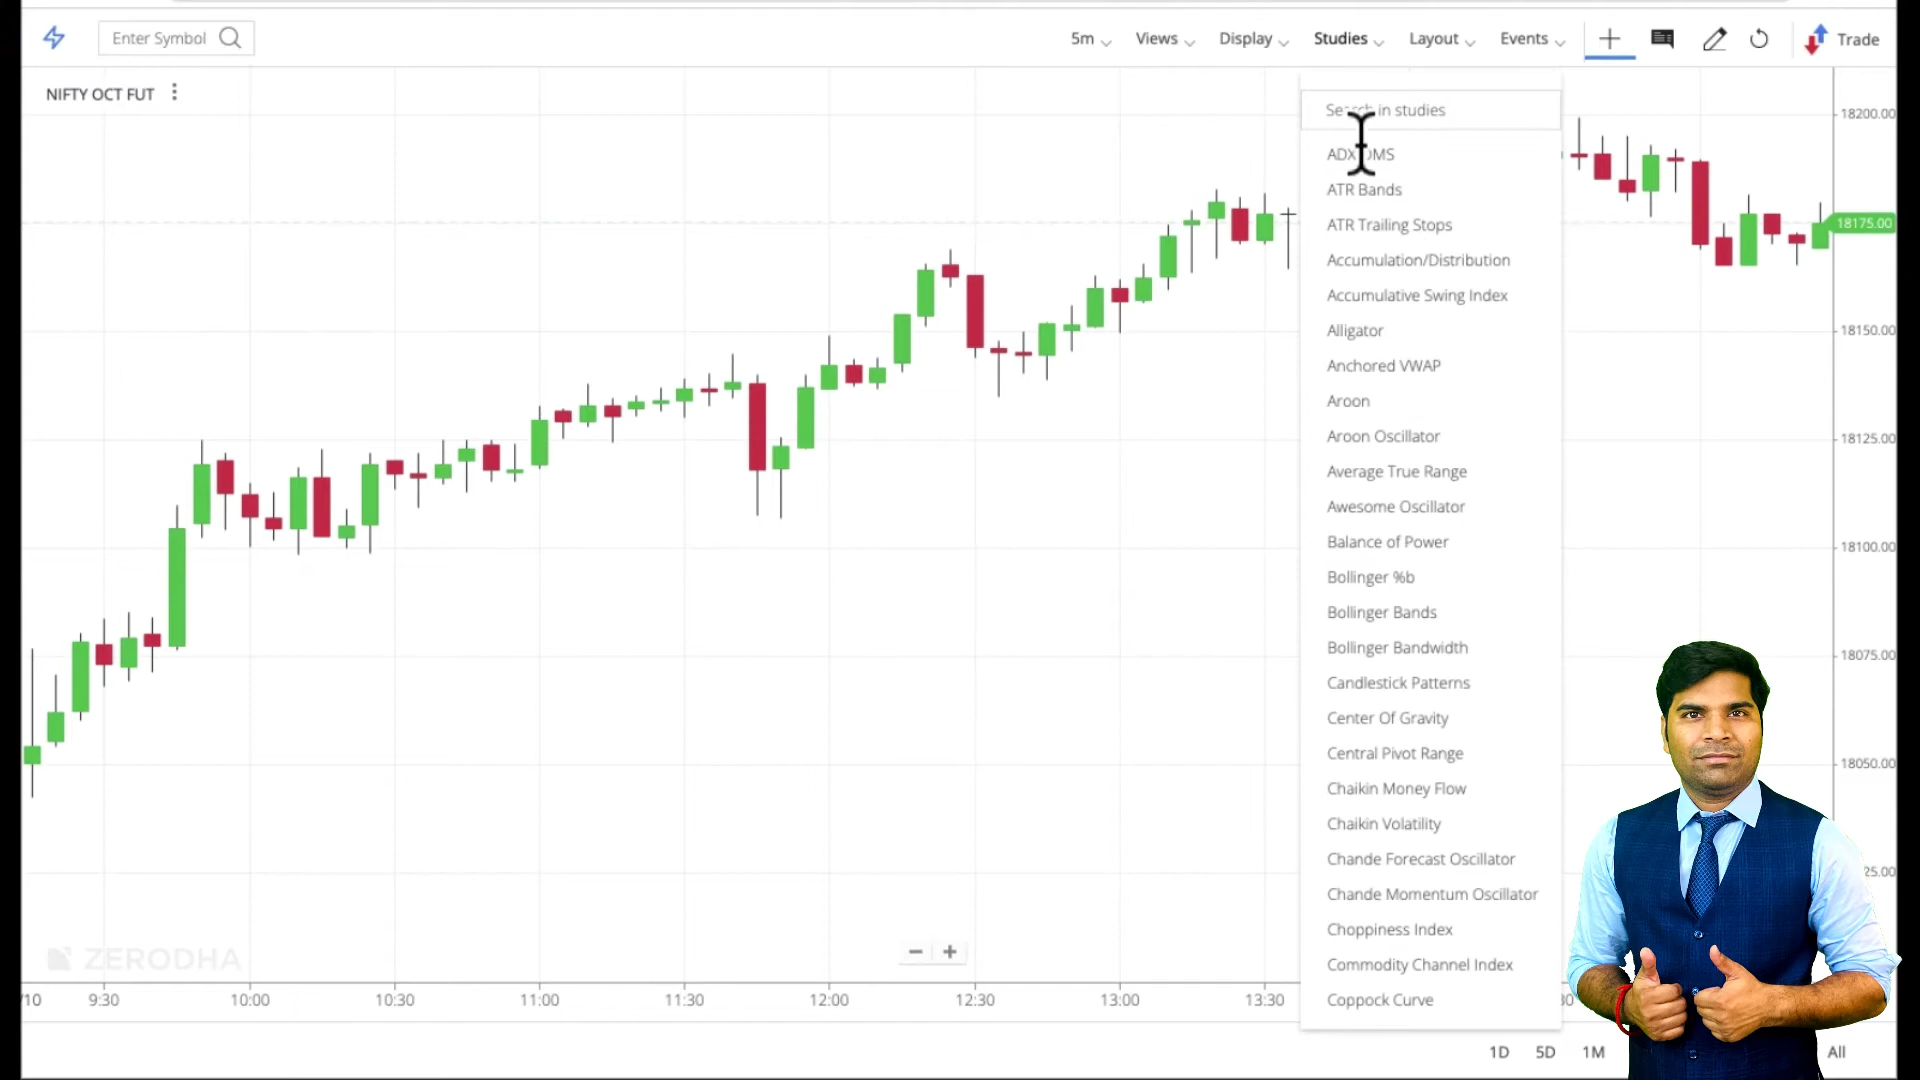 Enter Symbol
5m Views Display Studies Layout Events Trade
NIFTY OCT FUT
Search in studies
ADX/DMS
ATR Bands
ATR Trailing Stops
Accumulation/Distribution
Accumulative Swing Index
Alligator
Anchored VWAP
Aroon
Aroon Oscillator
Average True Range
Awesome Oscillator
Balance of Power
Bollinger %b
Bollinger Bands
Bollinger Bandwidth
Candlestick Patterns
Center Of Gravity
Central Pivot Range
Chaikin Money Flow
Chaikin Volatility
Chande Forecast Oscillator
Chande Momentum Oscillator
Choppiness Index
Commodity Channel Index
Coppock Curve
18200.00
18175.00
18150.00
18125.00
18100.00
18075.00
18050.00
25.00
ZERODHA
/10 9:30 10:00 10:30 11:00 11:30 12:00 12:30 13:00 13:30 30
1D 5D 1M All